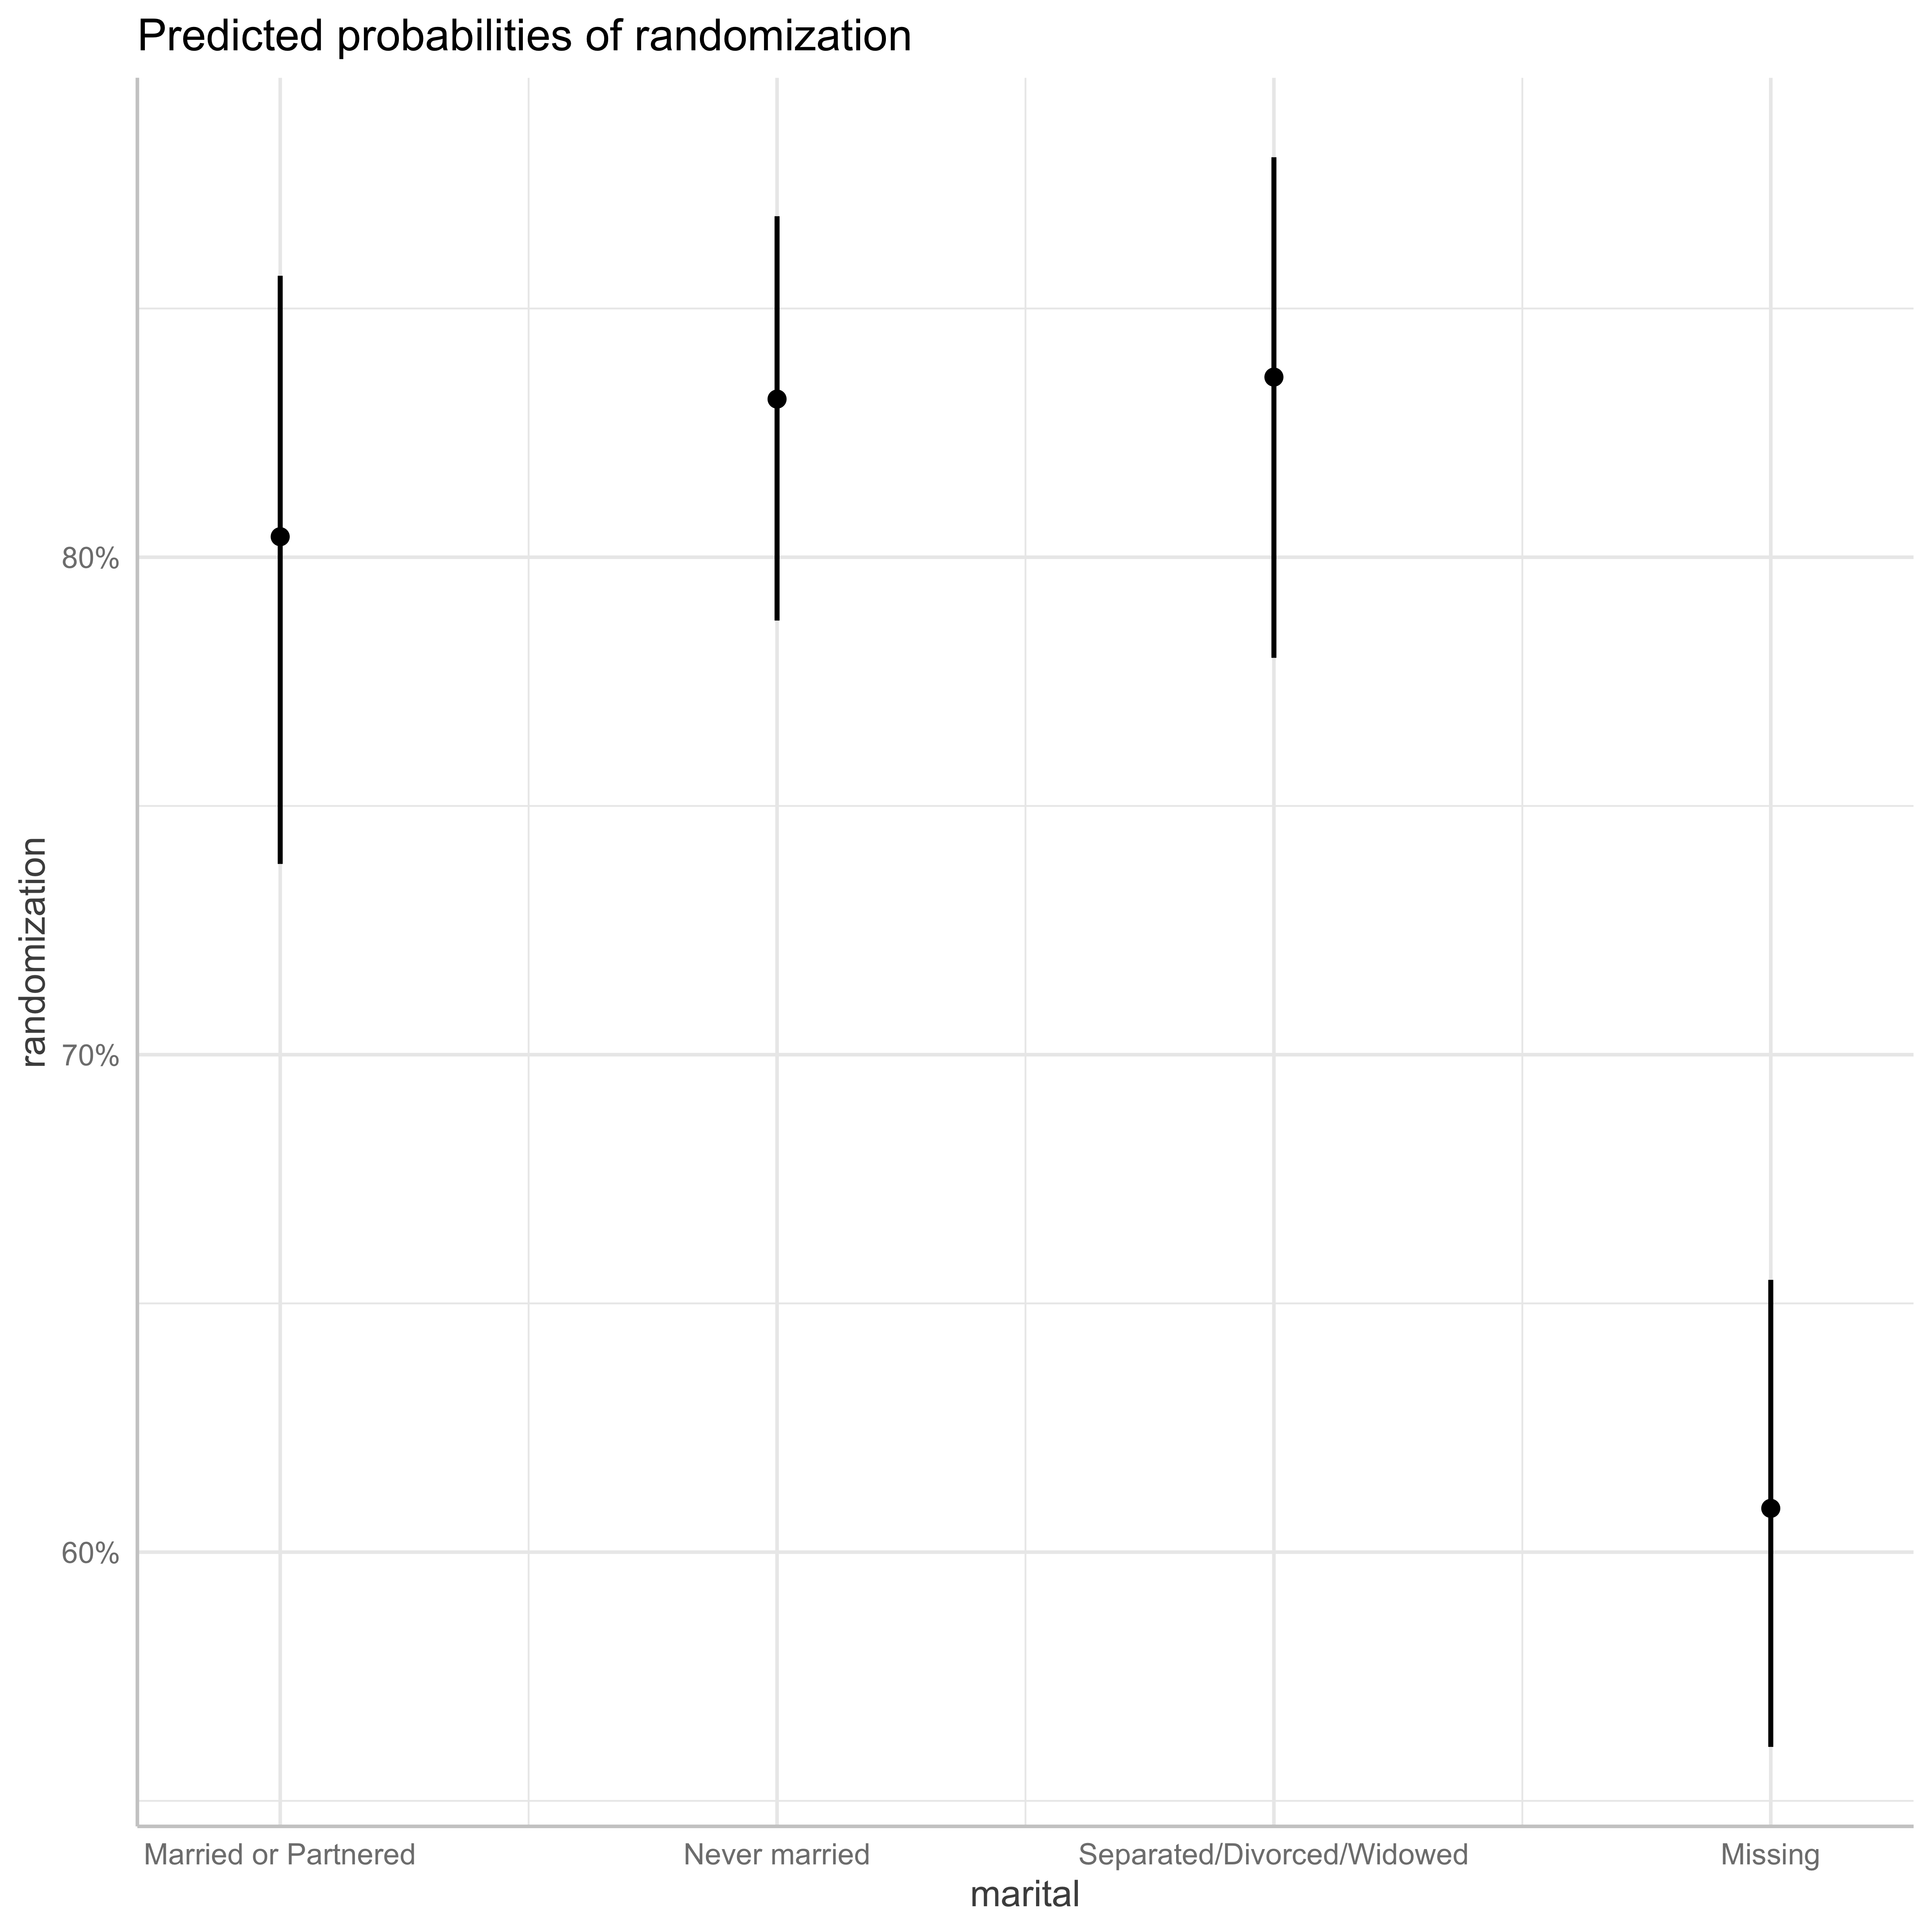 Predicted probabilities of randomization
randomization
80%
70%
60%
Married or Partnered
Never married
Separated/Divorced/Widowed
Missing
marital